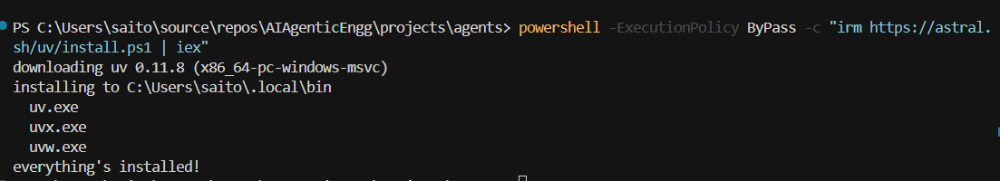 PS C:\Users\saito\source\repos\AIAgenticEngg\projects\agents> powershell -ExecutionPolicy ByPass -c "irm https://astral.
sh/uv/install.ps1 | iex"
downloading uv 0.11.8 (x86_64-pc-windows-msvc)
installing to C:\Users\saito\.local\bin
  uv.exe
  uvx.exe
  uvw.exe
everything's installed!